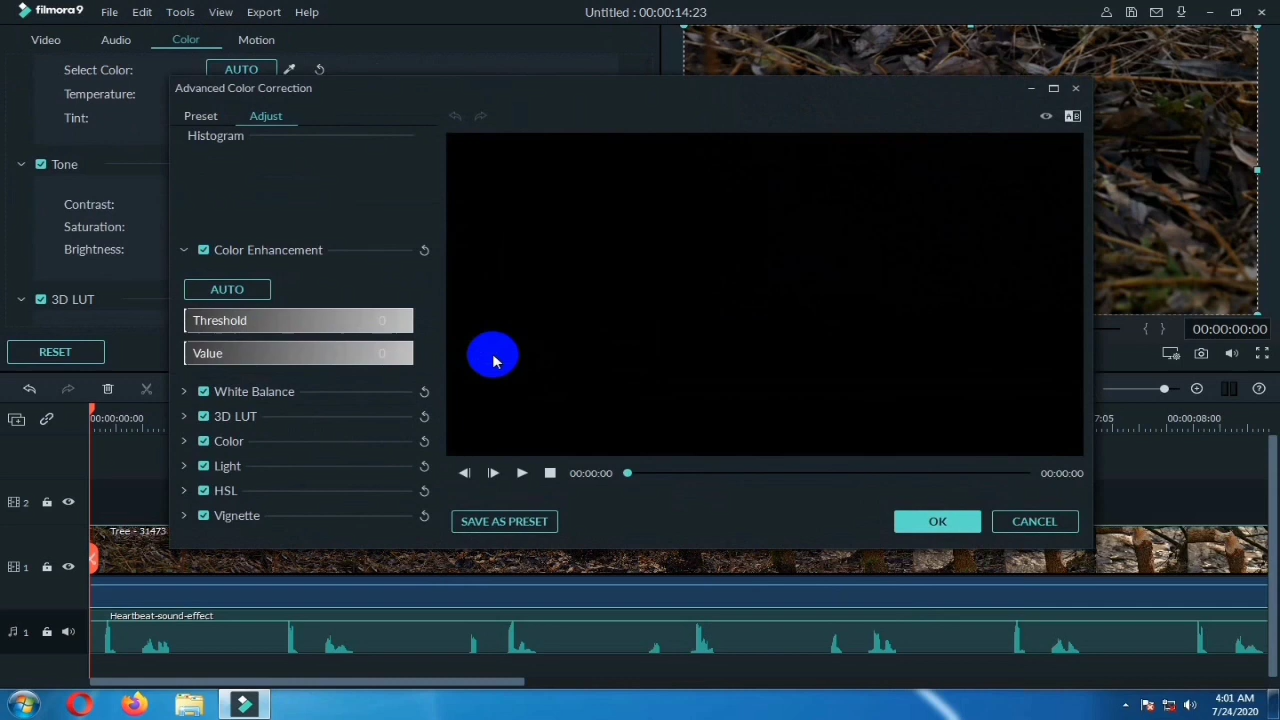 filmora9 File Edit Tools View Export Help Untitled : 00:00:14:23
Video Audio Color Motion
Select Color: AUTO
Temperature:
Tint:
Tone
Contrast:
Saturation:
Brightness:
3D LUT
RESET
Advanced Color Correction
Preset Adjust
A B
Histogram
Color Enhancement
AUTO
Threshold 0
Value 0
White Balance
3D LUT
Color
Light
HSL
Vignette
00:00:00 00:00:00
SAVE AS PRESET OK CANCEL
{ } 00:00:00:00
00:00:00:00 7:05 00:00:08:00
2
Tree - 31473
1
Heartbeat-sound-effect
1
4:01 AM
7/24/2020